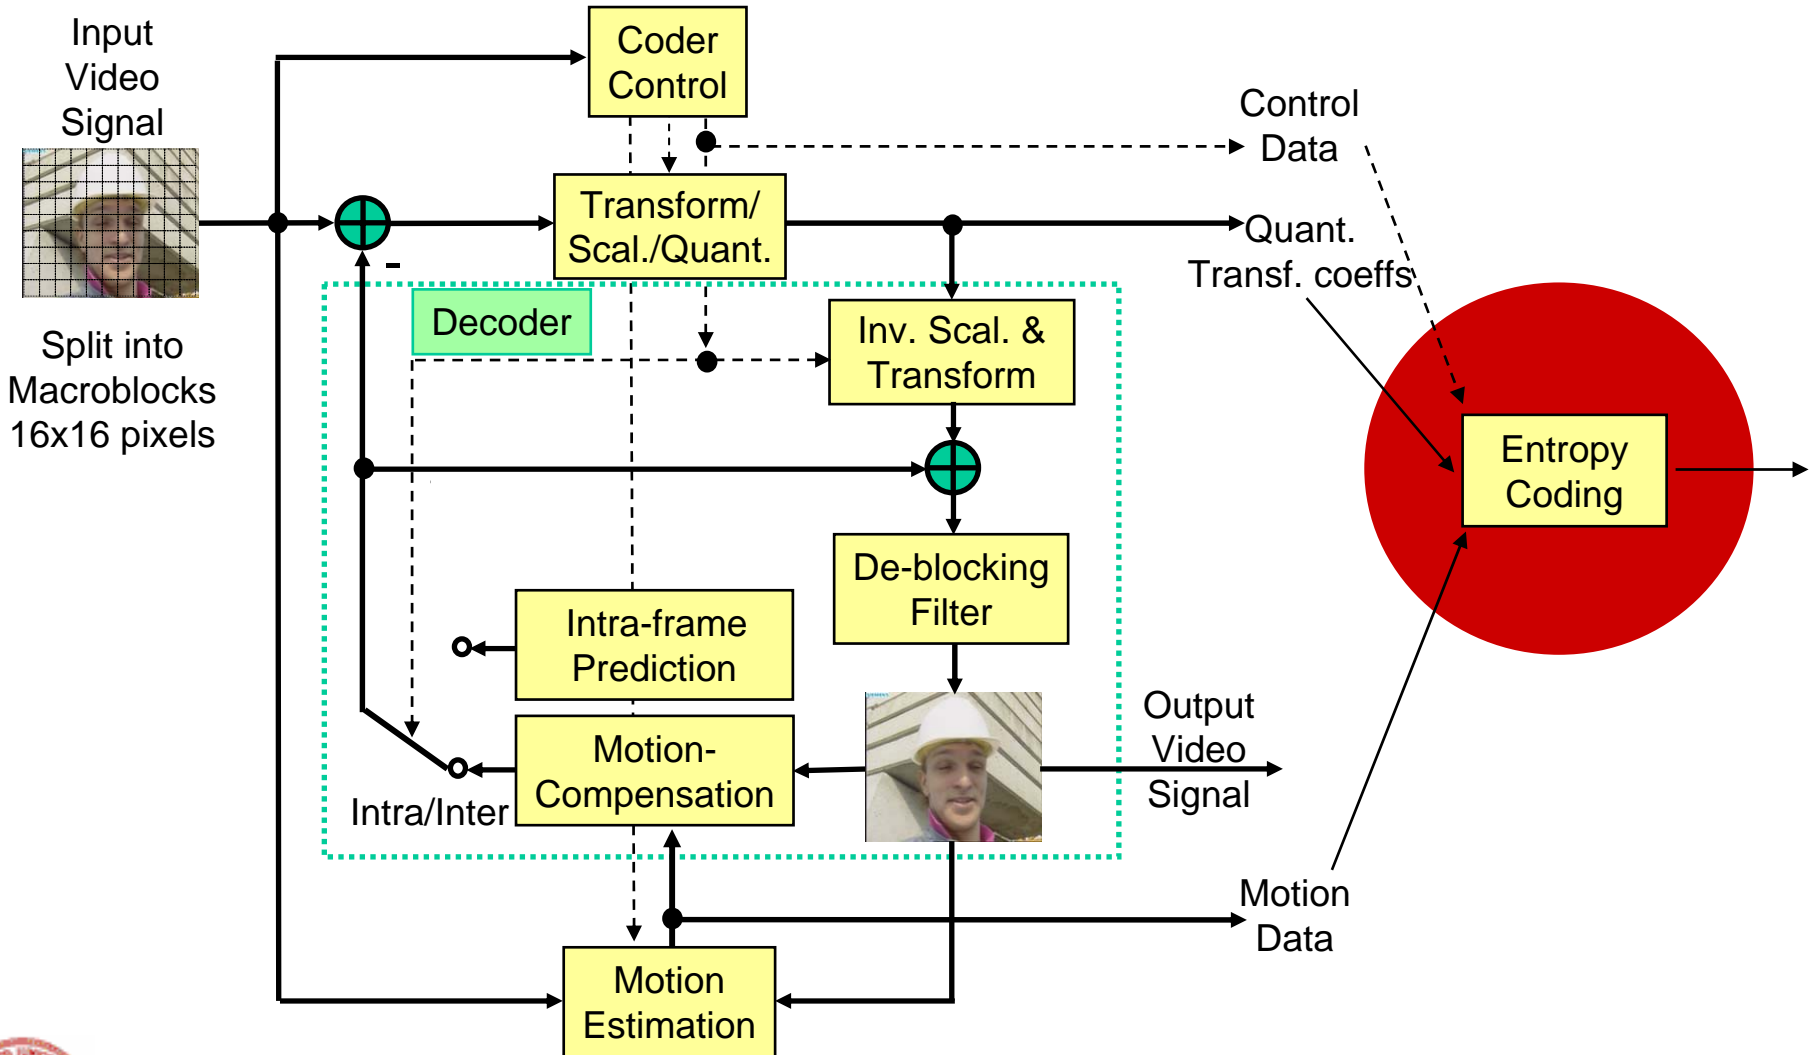 Input
Video
Signal
Split into
Macroblocks
16x16 pixels
Coder
Control
Transform/
Scal./Quant.
-
Decoder
Inv. Scal. &
Transform
De-blocking
Filter
Intra-frame
Prediction
Motion-
Compensation
Intra/Inter
Motion
Estimation
Control
Data
Quant.
Transf. coeffs
Output
Video
Signal
Motion
Data
Entropy
Coding